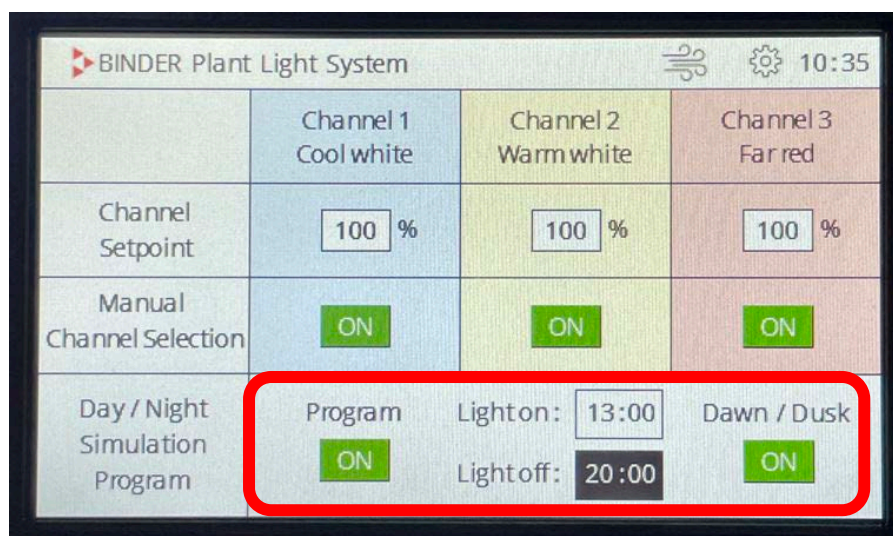 BINDER Plant Light System 10:35
Channel 1 Channel 2 Channel 3
Cool white Warm white Far red
Channel
Setpoint
100 % 100 % 100 %
Manual
Channel Selection
ON ON ON
Day / Night
Simulation
Program
Program Light on: 13:00 Dawn / Dusk
ON Light off: 20:00 ON